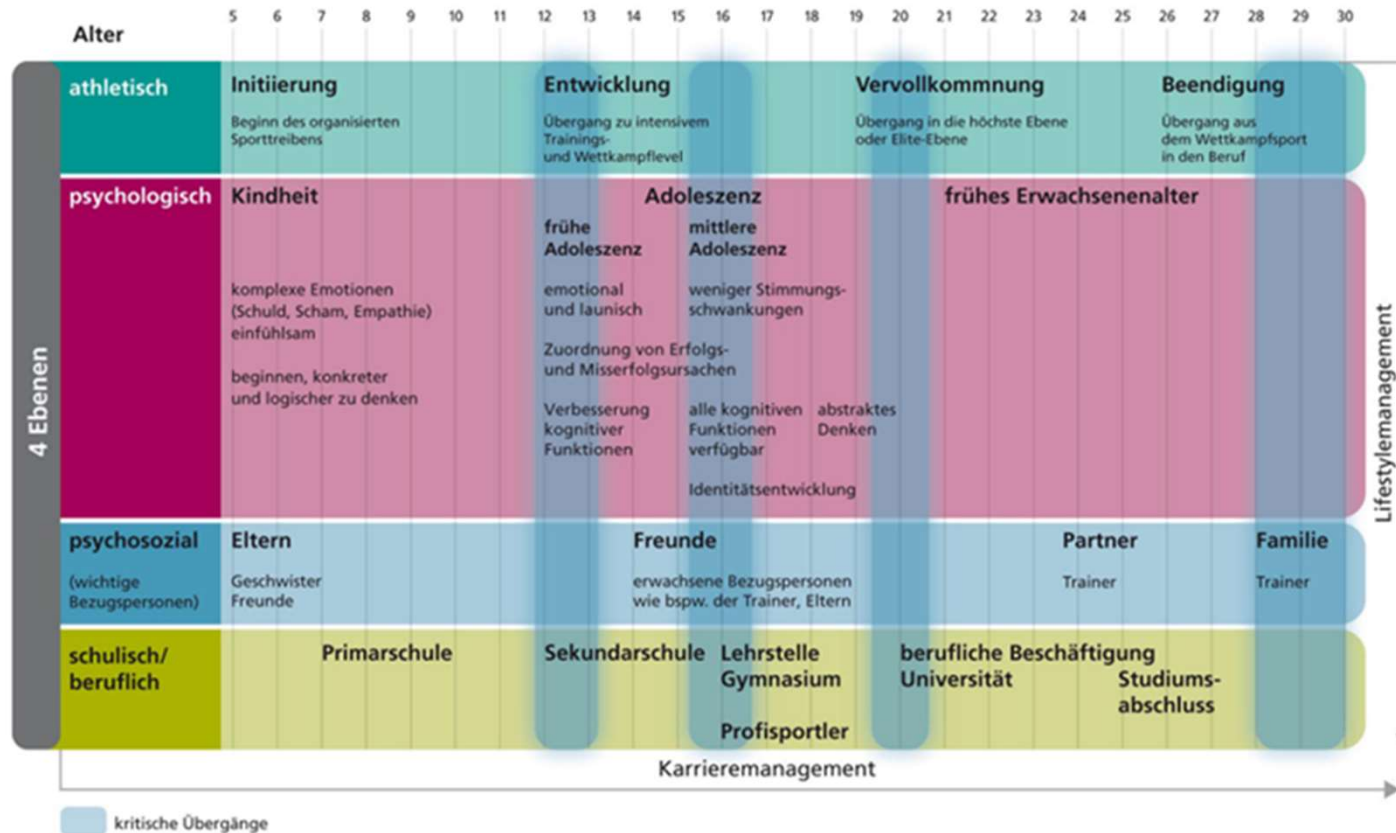 Alter
5 6 7 8 9 10 11 12 13 14 15 16 17 18 19 20 21 22 23 24 25 26 27 28 29 30
4 Ebenen
athletisch
Initiierung
Beginn des organisierten
Sporttreibens
Entwicklung
Übergang zu intensivem
Trainings-
und Wettkampflevel
Vervollkommnung
Übergang in die höchste Ebene
oder Elite-Ebene
Beendigung
Übergang aus
dem Wettkampfsport
in den Beruf
psychologisch
Kindheit
komplexe Emotionen
(Schuld, Scham, Empathie)
einfühlsam
beginnen, konkreter
und logischer zu denken
Adoleszenz
frühe
Adoleszenz
emotional
und launisch
Zuordnung von Erfolgs-
und Misserfolgsursachen
Verbesserung
kognitiver
Funktionen
mittlere
Adoleszenz
weniger Stimmungs-
schwankungen
alle kognitiven
Funktionen
verfügbar
abstraktes
Denken
Identitätsentwicklung
frühes Erwachsenenalter
psychosozial
(wichtige
Bezugspersonen)
Eltern
Geschwister
Freunde
Freunde
erwachsene Bezugspersonen
wie bspw. der Trainer, Eltern
Partner
Trainer
Familie
Trainer
schulisch/
beruflich
Primarschule
Sekundarschule
Lehrstelle
Gymnasium
Profisportler
berufliche Beschäftigung
Universität
Studiums-
abschluss
Lifestylemanagement
Karrieremanagement
kritische Übergänge